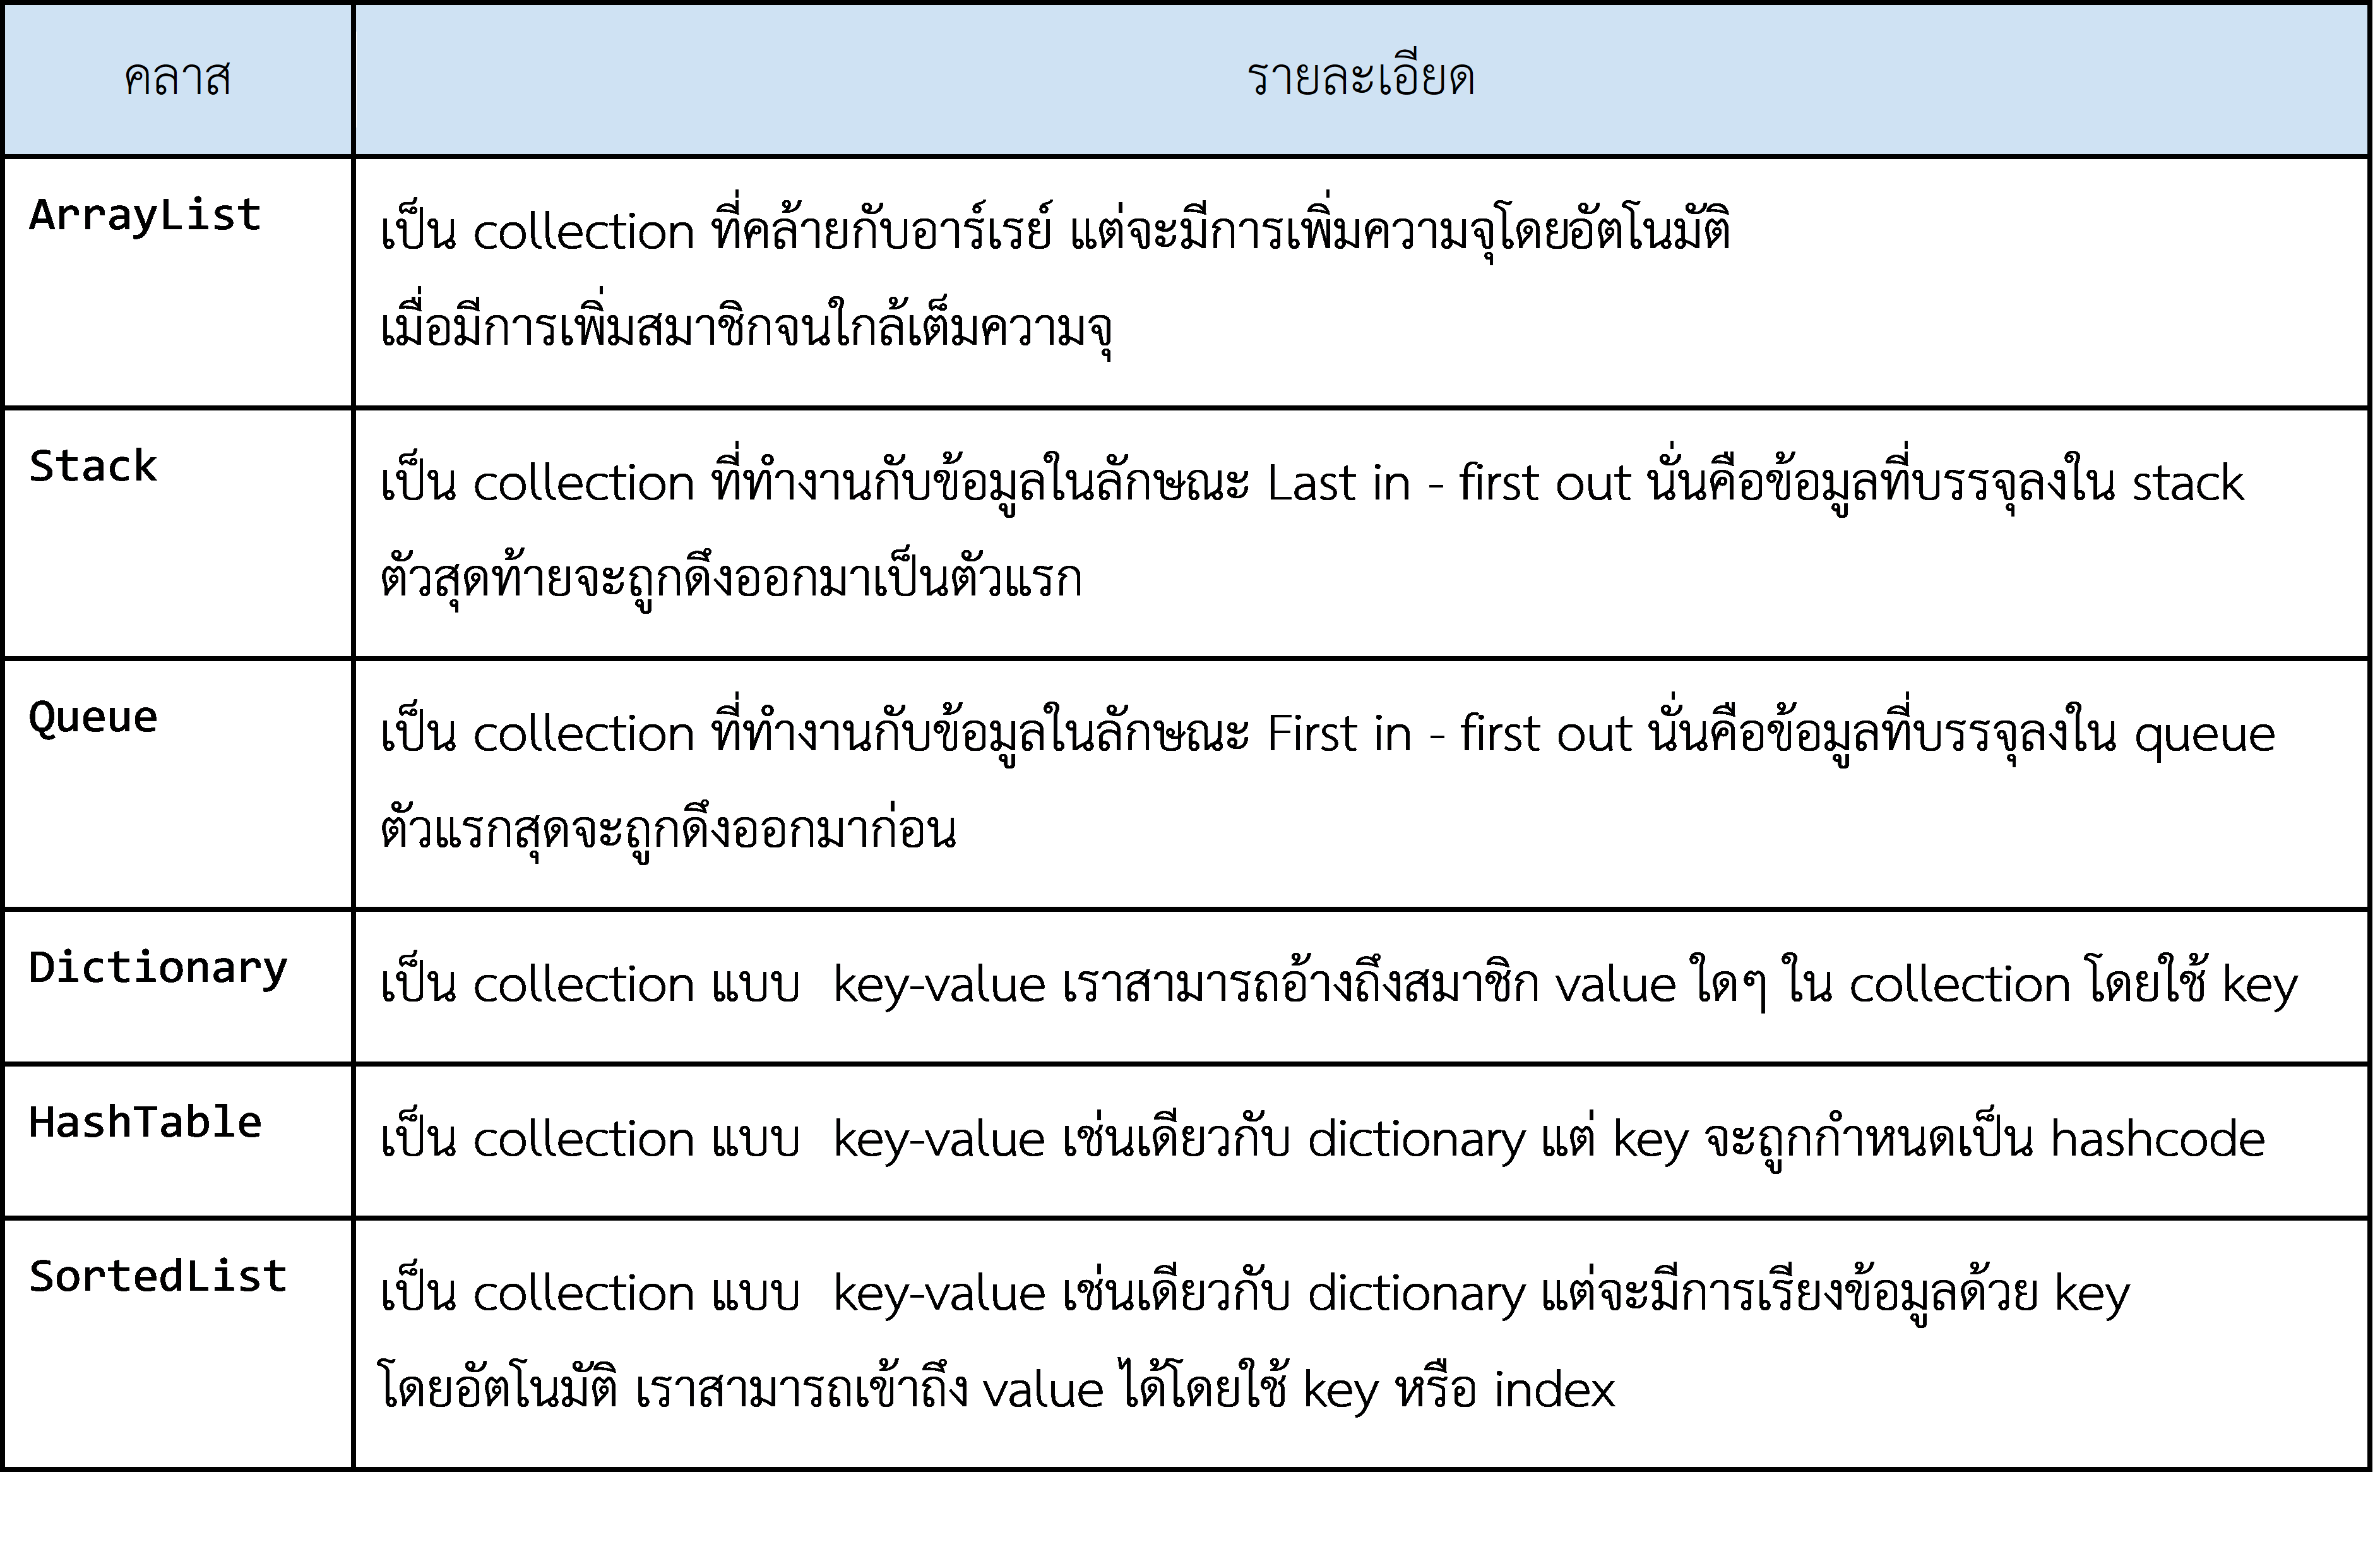 คลาส
รายละเอียด
ArrayList
เป็น collection ที่คล้ายกับอาร์เรย์ แต่จะมีการเพิ่มความจุโดยอัตโนมัติ
เมื่อมีการเพิ่มสมาชิกจนใกล้เต็มความจุ
Stack
เป็น collection ที่ทำงานกับข้อมูลในลักษณะ Last in - first out นั่นคือข้อมูลที่บรรจุลงใน stack
ตัวสุดท้ายจะถูกดึงออกมาเป็นตัวแรก
Queue
เป็น collection ที่ทำงานกับข้อมูลในลักษณะ First in - first out นั่นคือข้อมูลที่บรรจุลงใน queue
ตัวแรกสุดจะถูกดึงออกมาก่อน
Dictionary
เป็น collection แบบ  key-value เราสามารถอ้างถึงสมาชิก value ใดๆ ใน collection โดยใช้ key
HashTable
เป็น collection แบบ  key-value เช่นเดียวกับ dictionary แต่ key จะถูกกำหนดเป็น hashcode
SortedList
เป็น collection แบบ  key-value เช่นเดียวกับ dictionary แต่จะมีการเรียงข้อมูลด้วย key
โดยอัตโนมัติ เราสามารถเข้าถึง value ได้โดยใช้ key หรือ index